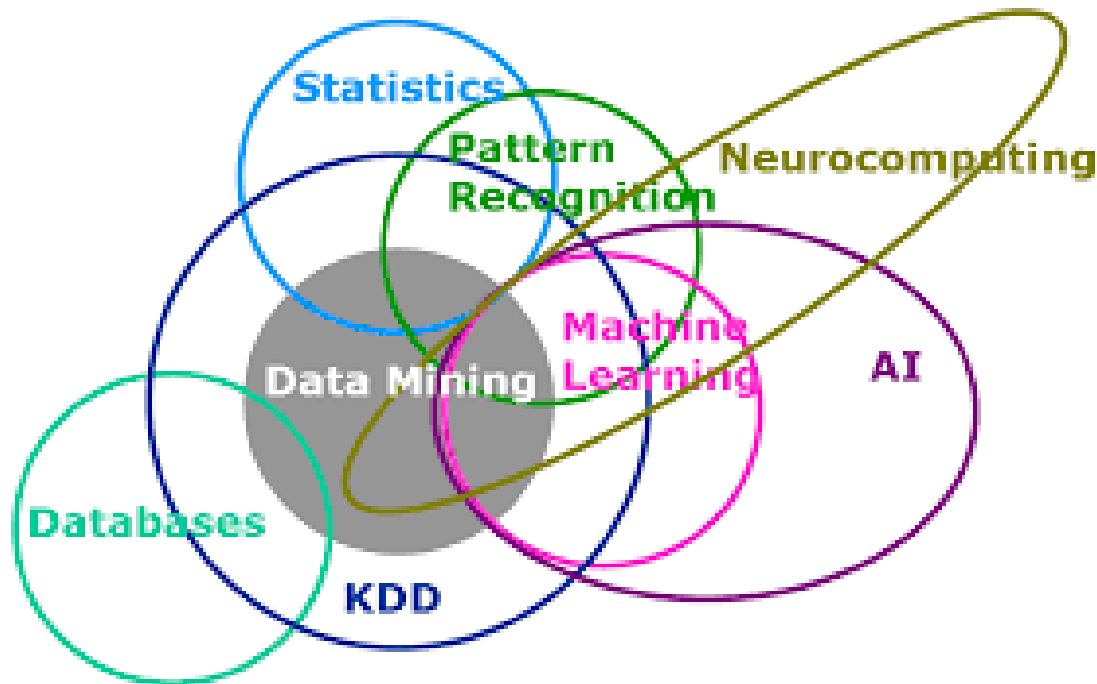 Statistics
Pattern
Recognition
Neurocomputing
Machine
Learning
AI
Data Mining
Databases
KDD